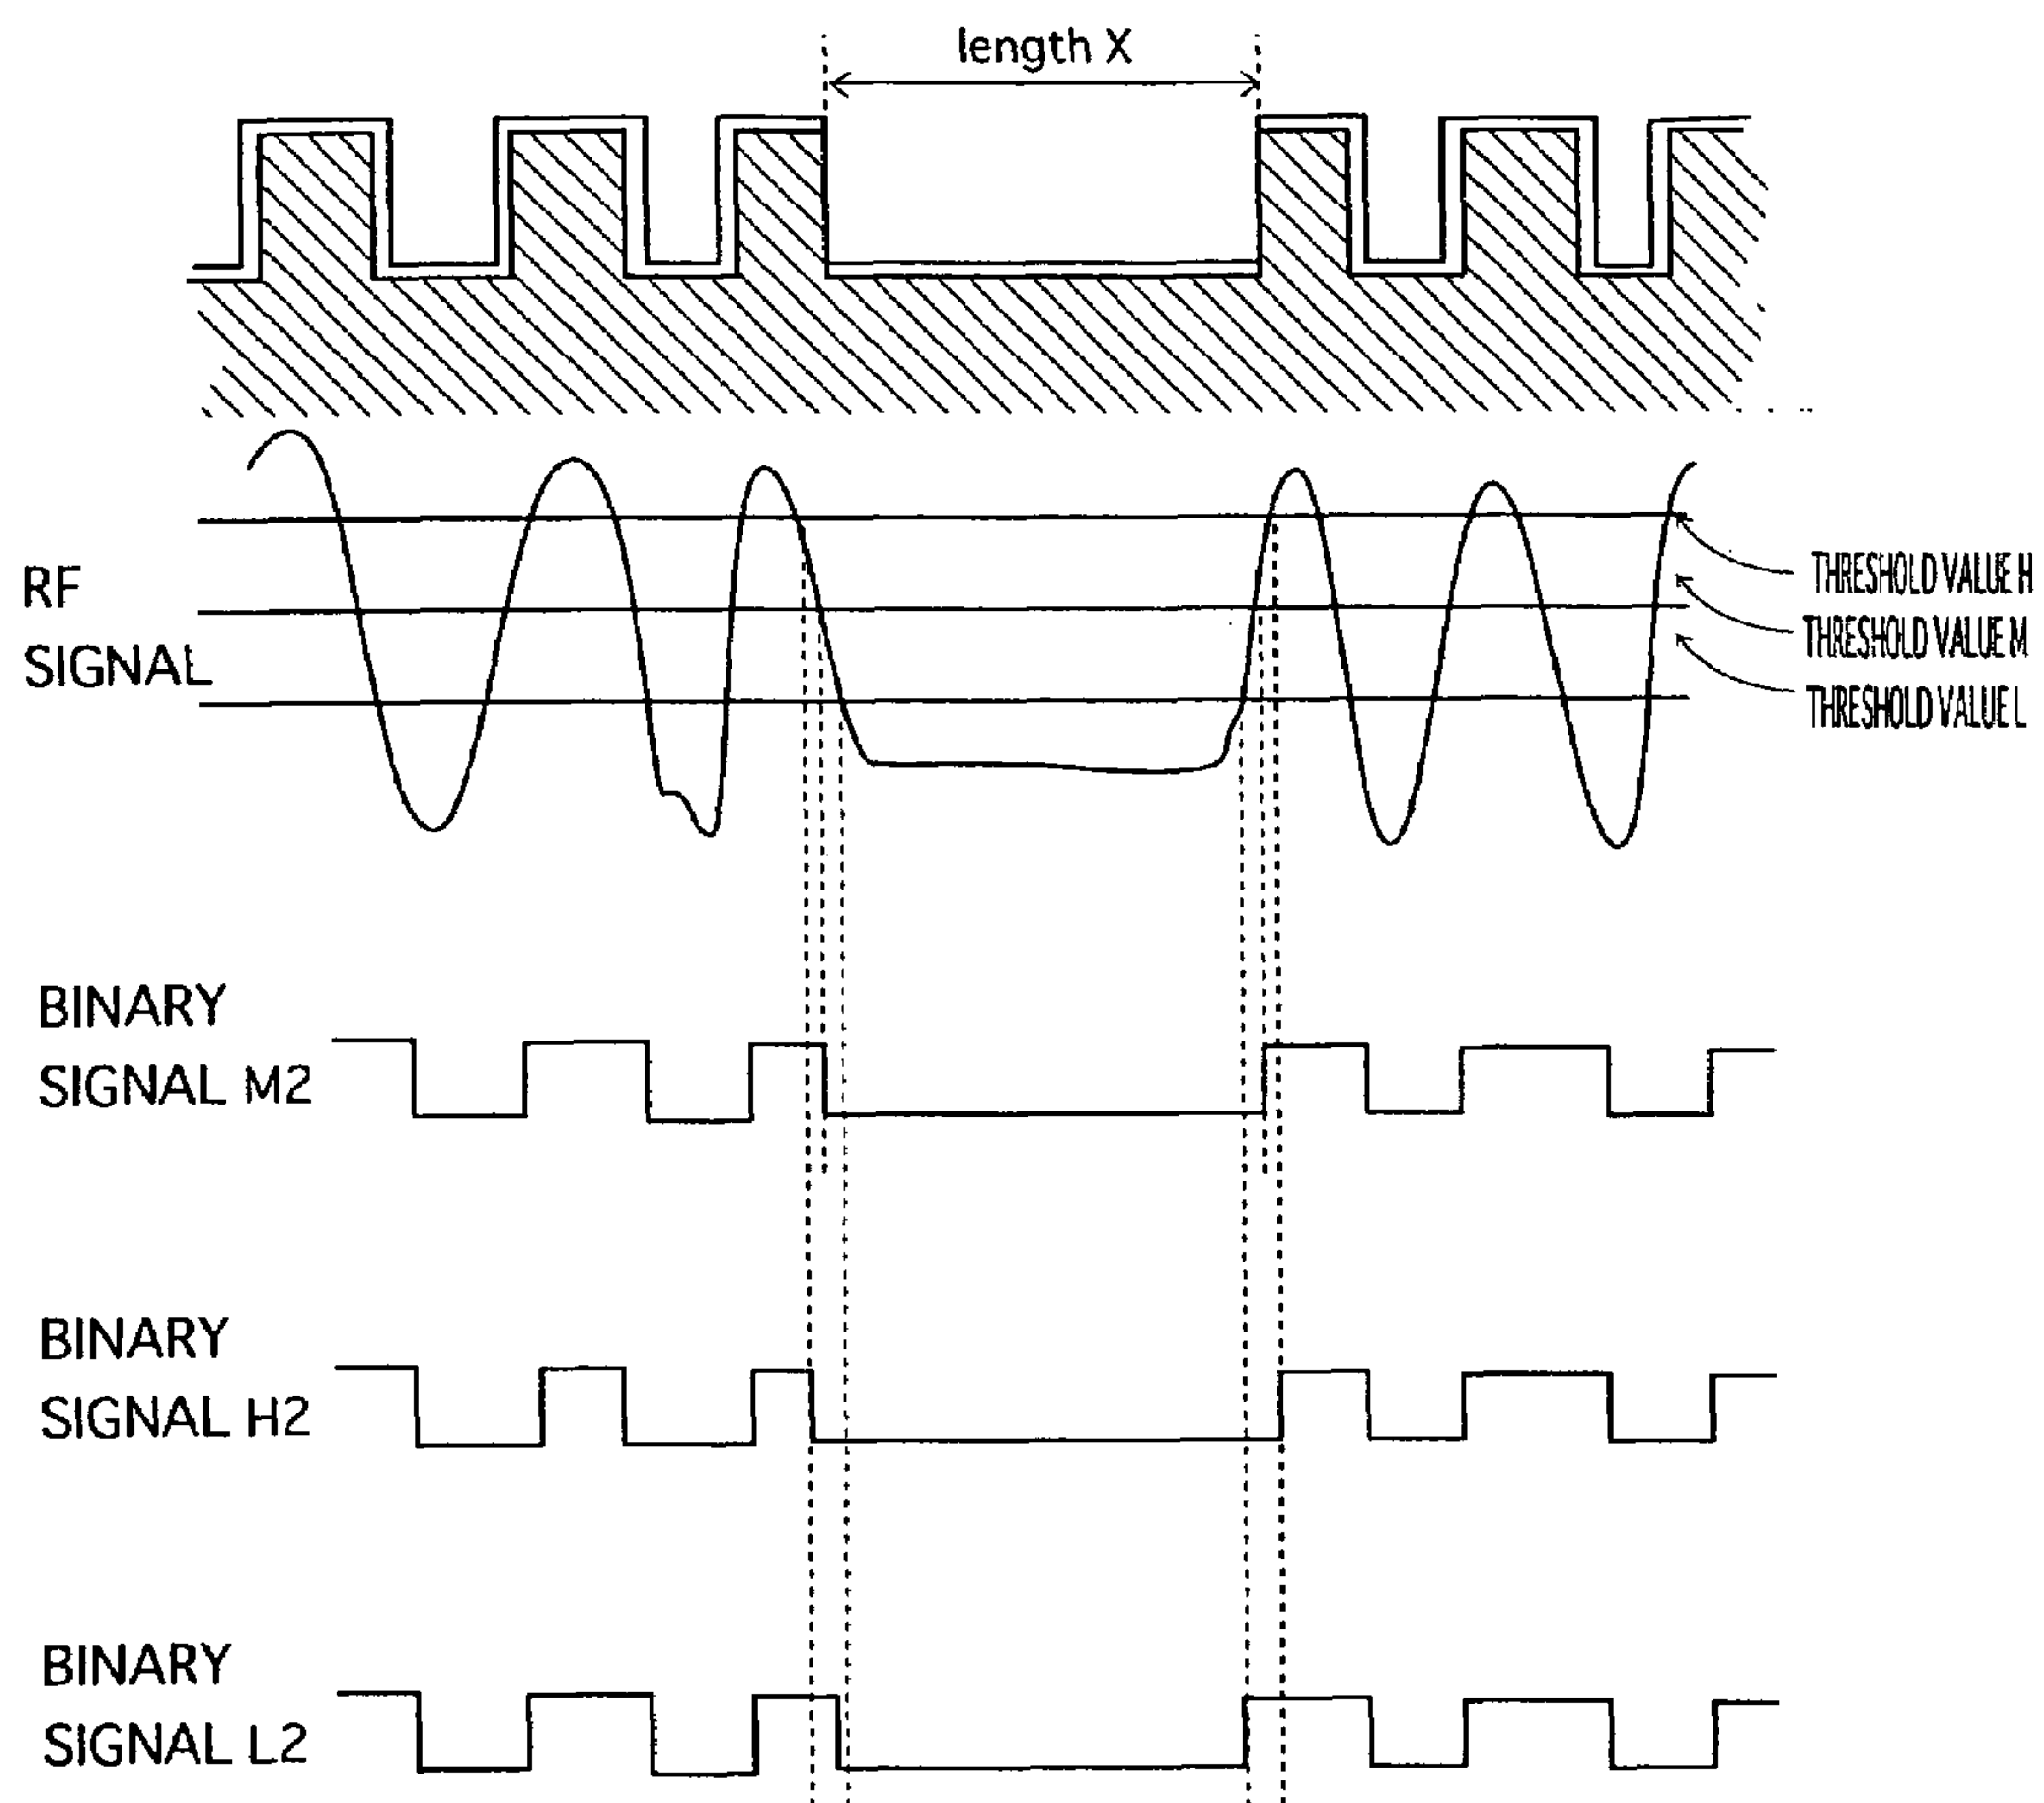 length X
RF
SIGNAL
THRESHOLD VALUE H
THRESHOLD VALUE M
THRESHOLD VALUE L
BINARY
SIGNAL M2
BINARY
SIGNAL H2
BINARY
SIGNAL L2